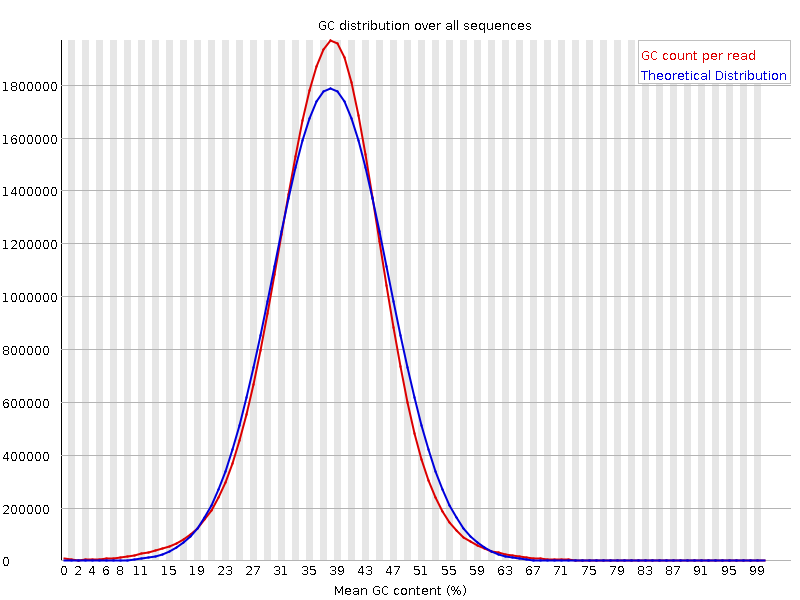 GC distribution over all sequences
GC count per read
Theoretical Distribution
1800000
1600000
1400000
1200000
1000000
800000
600000
400000
200000
0
0 2 4 6 8 11 15 19 23 27 31 35 39 43 47 51 55 59 63 67 71 75 79 83 87 91 95 99
Mean GC content (%)